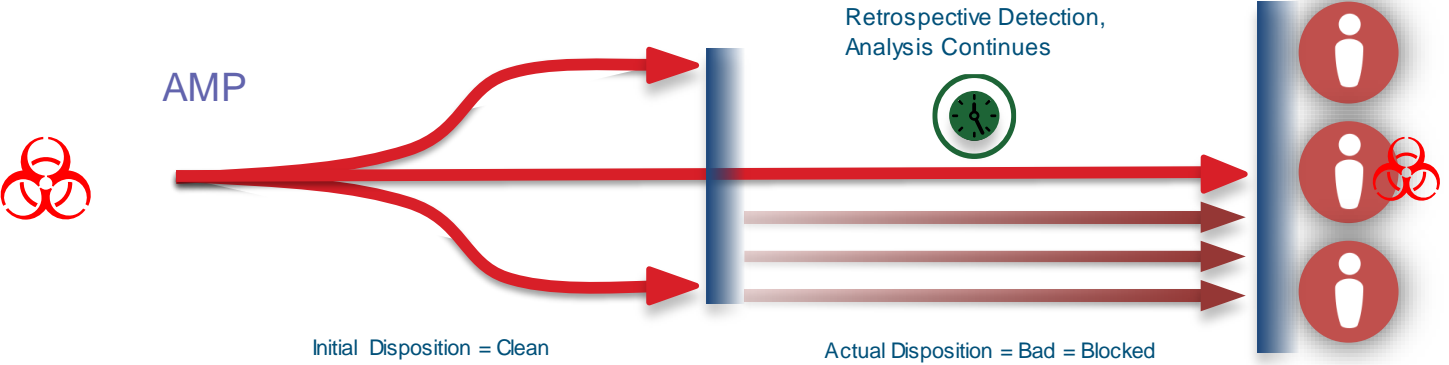 Retrospective Detection,
Analysis Continues
AMP
Initial Disposition = Clean
Actual Disposition = Bad = Blocked